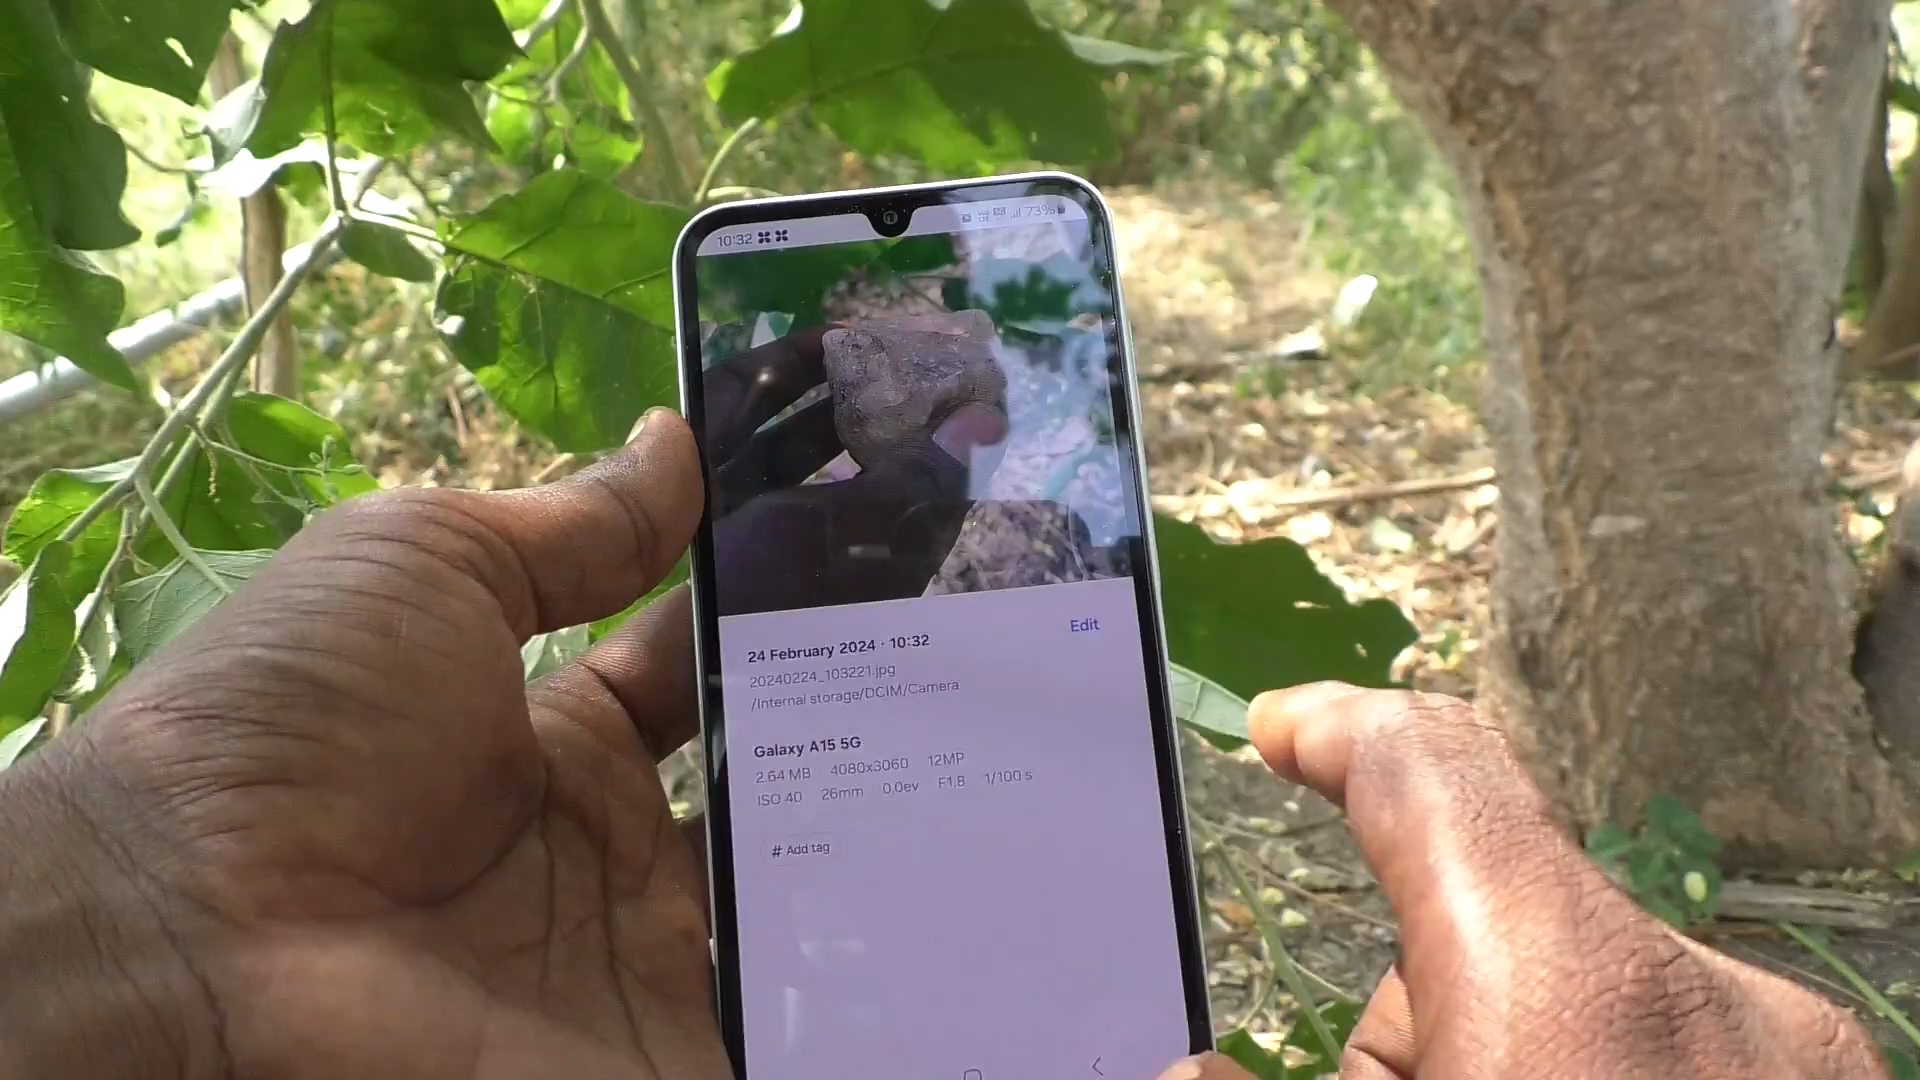 10:32
73%
24 February 2024 · 10:32
Edit
20240224_103221.jpg
/Internal storage/DCIM/Camera
Galaxy A15 5G
2.64 MB 4080x3060 12MP
ISO 40 26mm 0.0ev F1.8 1/100 s
# Add tag